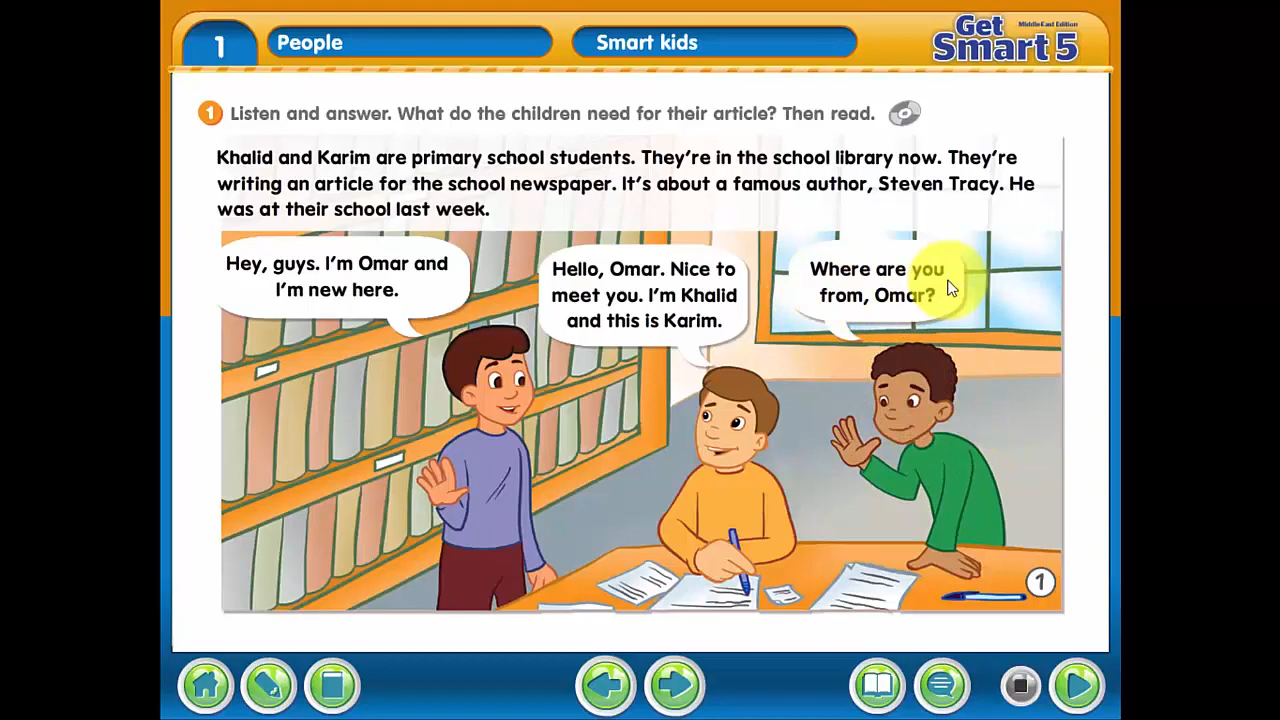 1
People
Smart kids
Get
Middle East Edition
Smart 5
1 Listen and answer. What do the children need for their article? Then read.
Khalid and Karim are primary school students. They're in the school library now. They're
writing an article for the school newspaper. It's about a famous author, Steven Tracy. He
was at their school last week.
Hey, guys. I'm Omar and
I'm new here.
Hello, Omar. Nice to
meet you. I'm Khalid
and this is Karim.
Where are you
from, Omar?
1